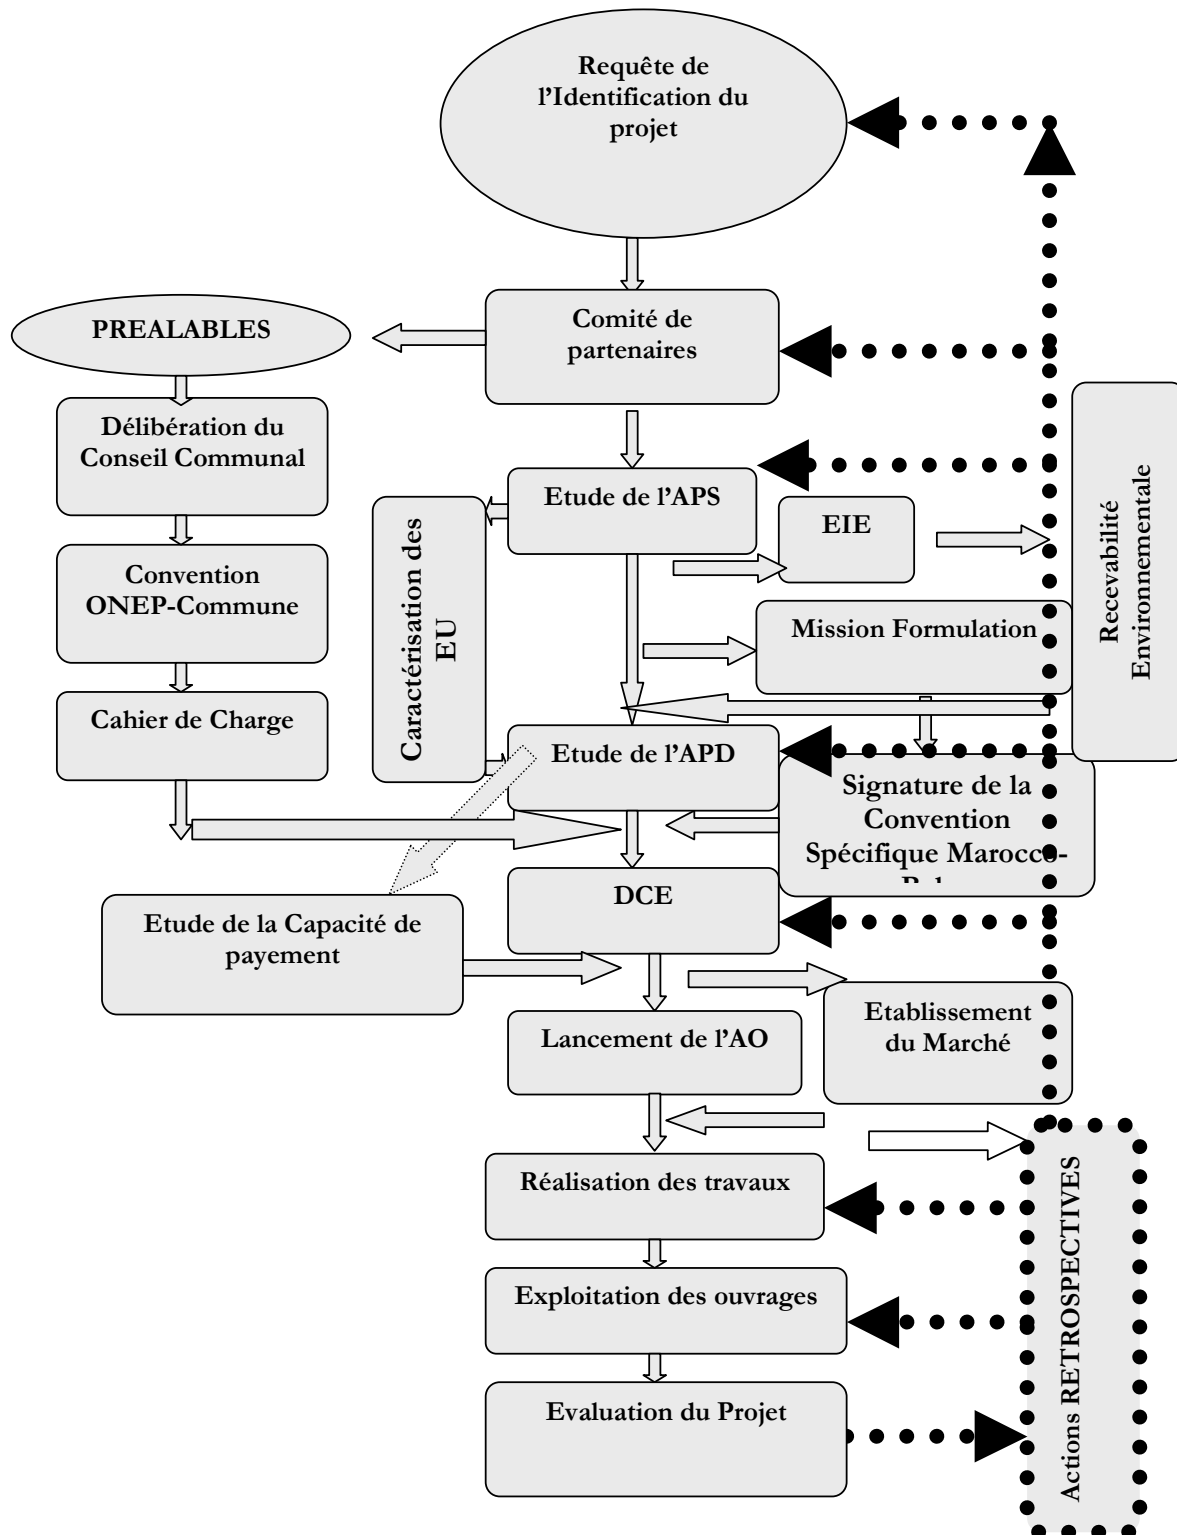 Requête de
l’Identification du
projet
PREALABLES
Comité de
partenaires
Délibération du
Conseil Communal
Etude de l’APS
EIE
Convention
ONEP-Commune
Caractérisation des
EU
Mission Formulation
Recevabilité
Environnementale
Cahier de Charge
Etude de l’APD
Signature de la
Convention
Spécifique Marocco-
DCE
Etude de la Capacité de
payement
Lancement de l’AO
Etablissement
du Marché
Réalisation des travaux
Exploitation des ouvrages
Evaluation du Projet
Actions RETROSPECTIVES